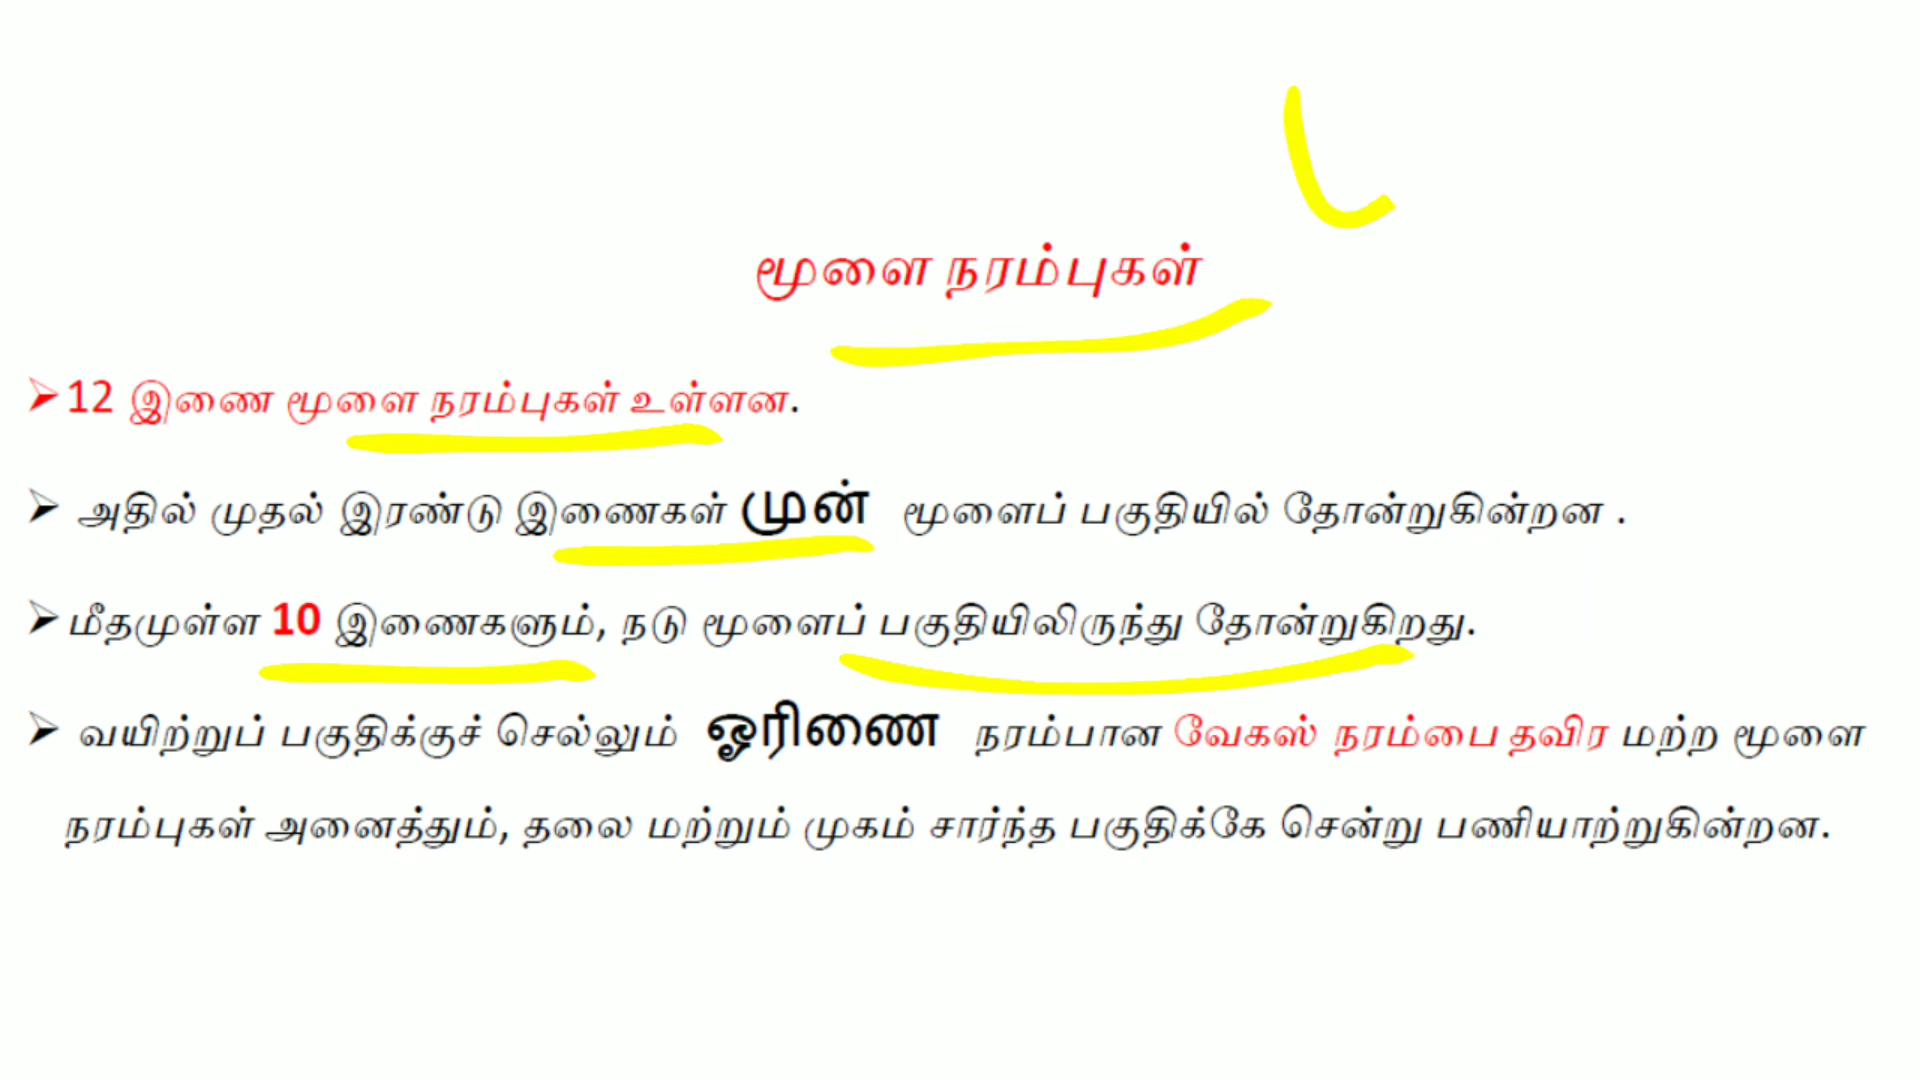 மூளை நரம்புகள்
➢12 இணை மூளை நரம்புகள் உள்ளன.
➢ அதில் முதல் இரண்டு இணைகள் முன் மூளைப் பகுதியில் தோன்றுகின்றன .
➢மீதமுள்ள 10 இணைகளும், நடு மூளைப் பகுதியிலிருந்து தோன்றுகிறது.
➢ வயிற்றுப் பகுதிக்குச் செல்லும் ஓரிணை நரம்பான வேகஸ் நரம்பை தவிர மற்ற மூளை
நரம்புகள் அனைத்தும், தலை மற்றும் முகம் சார்ந்த பகுதிக்கே சென்று பணியாற்றுகின்றன.